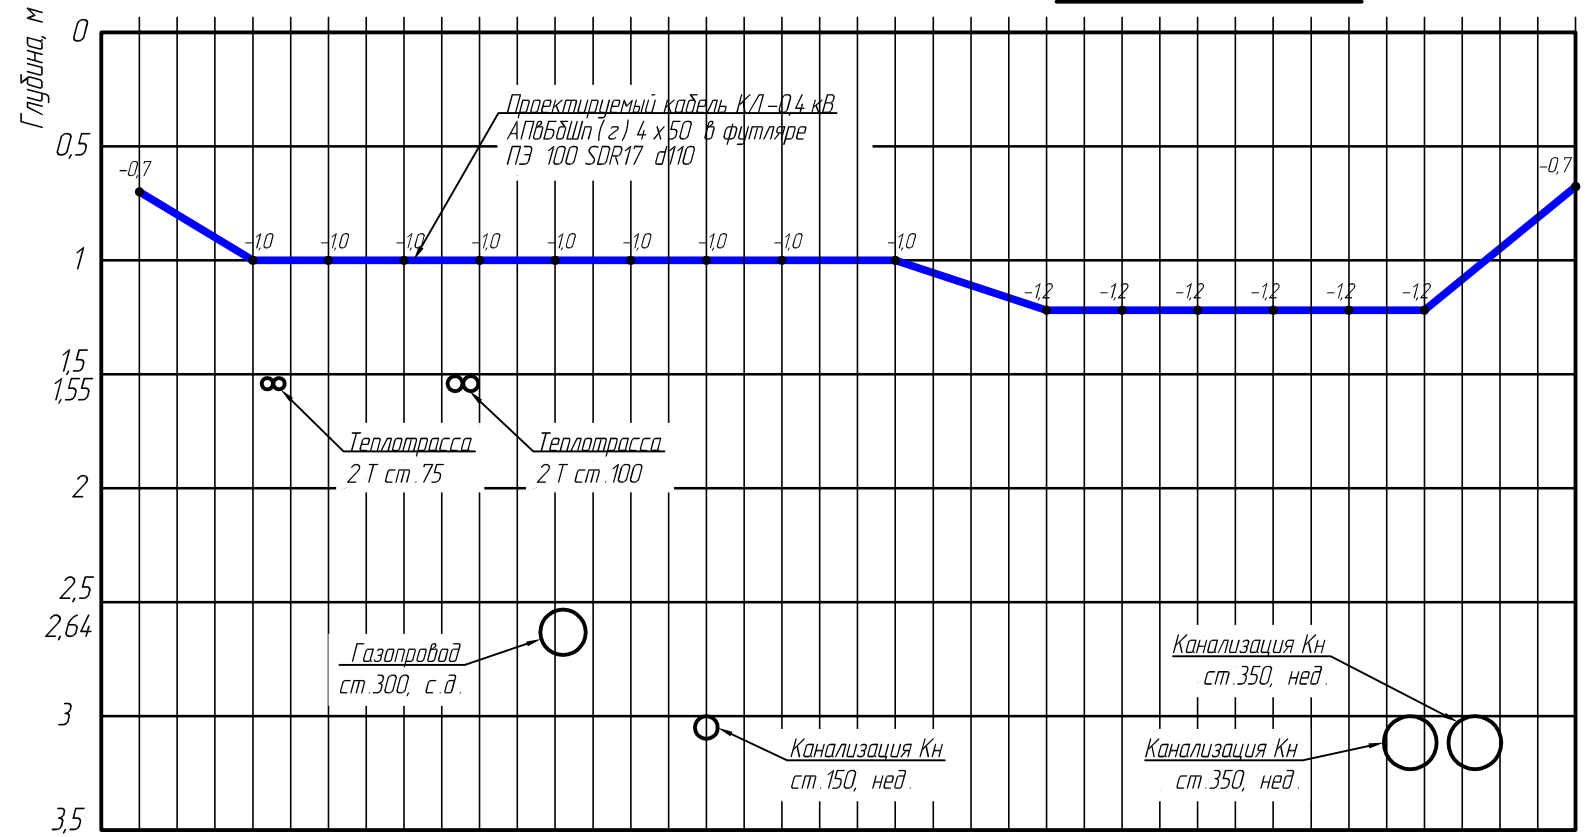 Глубина, м
0
Проектируемый кабель КЛ-0,4 кВ
АПвБбШп(г) 4 х50 в футляре
ПЭ 100 SDR17 d110
0,5
-0,7
-0,7
-1,0
-1,0
-1,0
-1,0
-1,0
-1,0
-1,0
-1,0
-1,0
1
-1,2
-1,2
-1,2
-1,2
-1,2
-1,2
1,5
1,55
Теплотрасса
2 Т ст.75
Теплотрасса
2 Т ст.100
2
2,5
2,64
Газопровод
ст.300, с.д.
Канализация Кн
ст.350, нед.
3
Канализация Кн
ст.150, нед.
Канализация Кн
ст.350, нед.
3,5